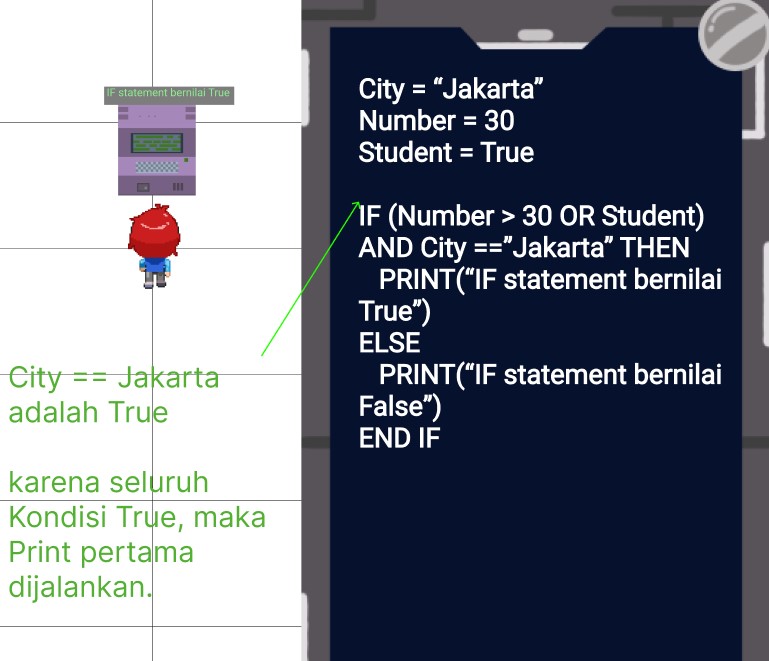 IF statement bernilai True
City == Jakarta
adalah True
karena seluruh
Kondisi True, maka
Print pertama
dijalankan.
City = “Jakarta”
Number = 30
Student = True
IF (Number > 30 OR Student)
AND City ==”Jakarta” THEN
PRINT(“IF statement bernilai
True”)
ELSE
PRINT(“IF statement bernilai
False”)
END IF